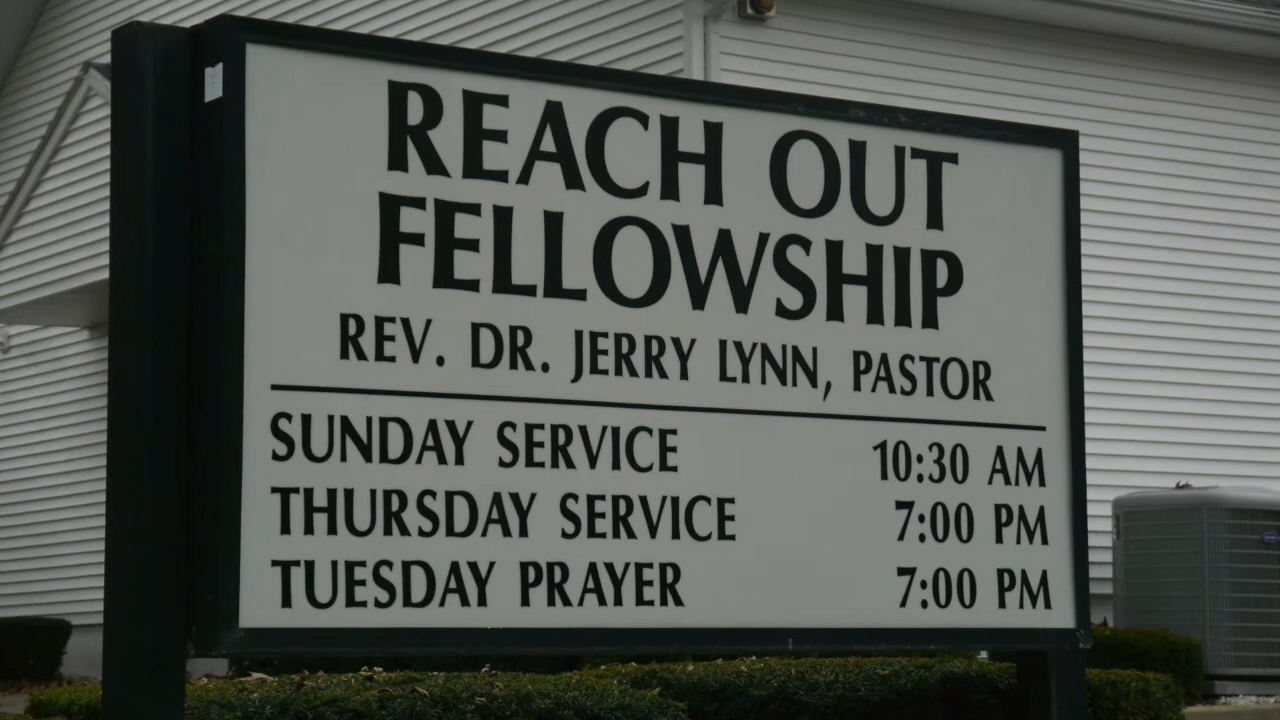 REACH OUT
FELLOWSHIP
REV. DR. JERRY LYNN, PASTOR
SUNDAY SERVICE 10:30 AM
THURSDAY SERVICE 7:00 PM
TUESDAY PRAYER 7:00 PM